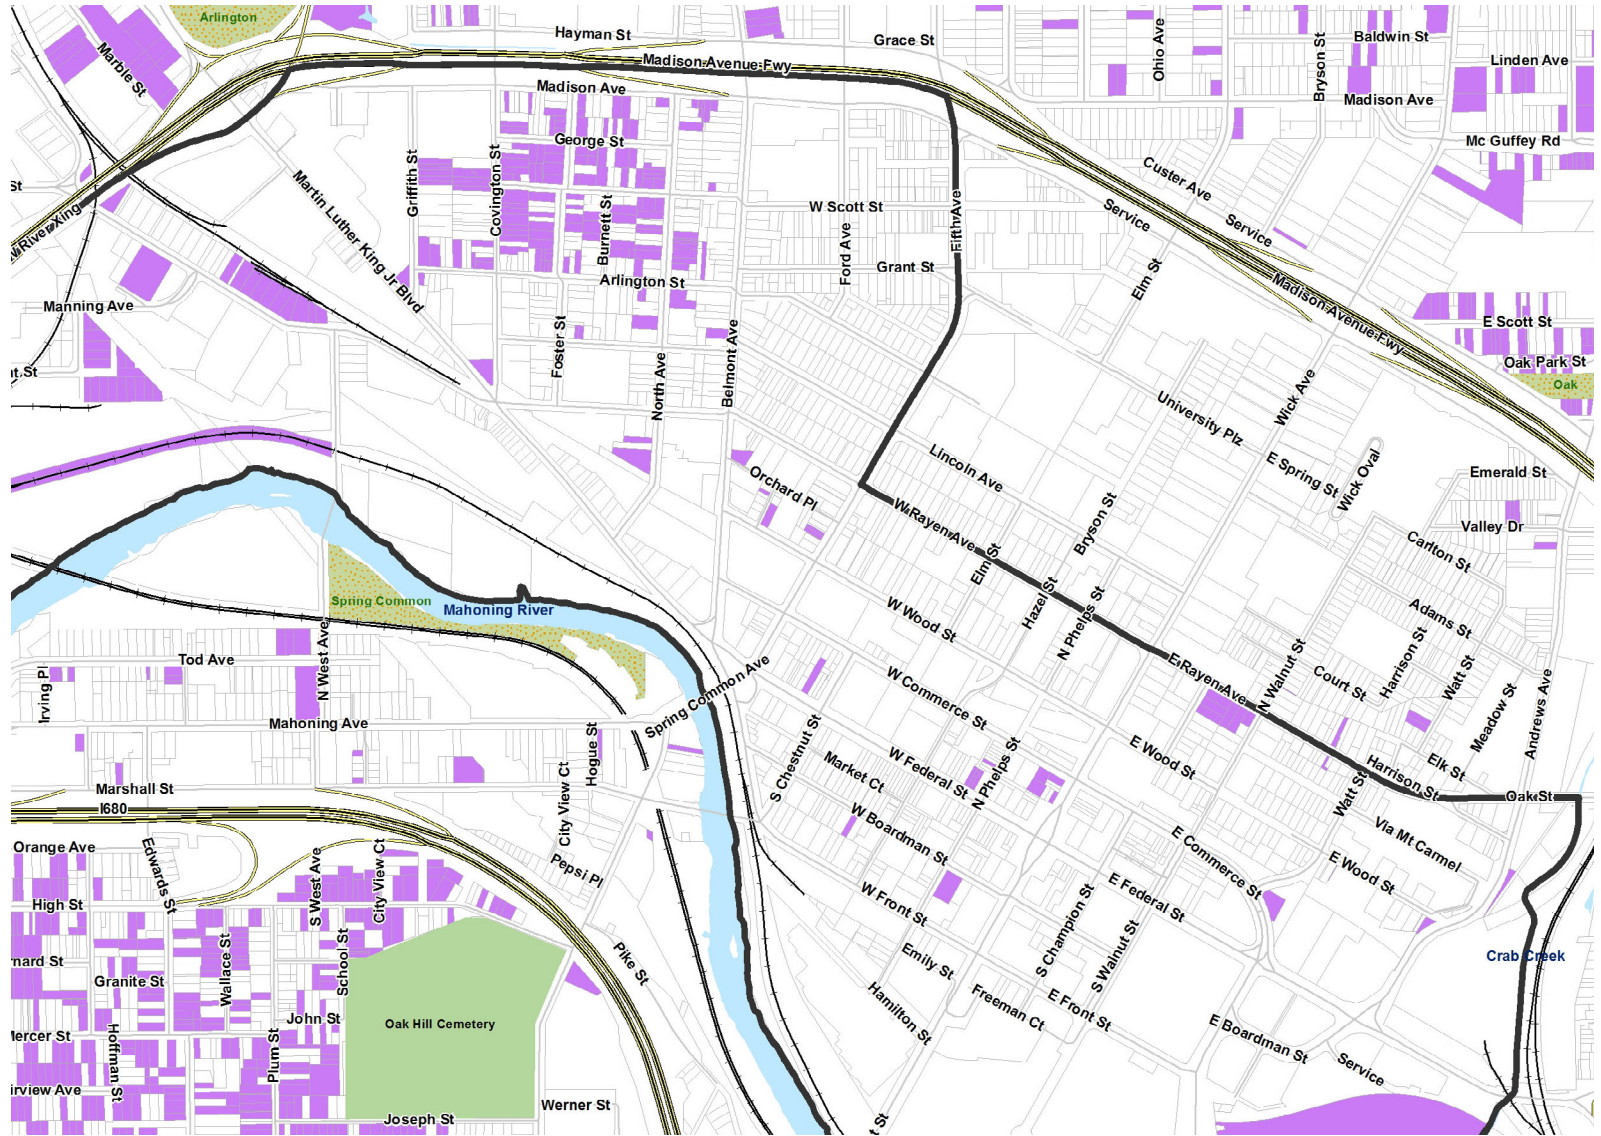 Arlington
Hayman St
Grace St
Ohio Ave
Bryson St
Baldwin St
Linden Ave
Marble St
Madison Avenue Fwy
Madison Ave
Madison Ave
George St
Mc Guffey Rd
Griffith St
Covington St
Custer Ave
St
Martin Luther King Jr Blvd
W Scott St
Fifth Ave
Service
Service
River Xing
Burnett St
Ford Ave
Grant St
Elm St
Arlington St
Manning Ave
Madison Avenue Fwy
E Scott St
Foster St
North Ave
Belmont Ave
Oak Park St
Oak
Wick Ave
University Plz
Lincoln Ave
E Spring St
Wick Oval
Emerald St
Orchard Pl
W Rayen Ave
Bryson St
Valley Dr
Carlton St
Elm St
Hazel St
N Phelps St
Adams St
Spring Common
Mahoning River
W Wood St
Tod Ave
Irving Pl
N West Ave
E Rayen Ave
N Walnut St
Court St
Harrison St
Watt St
Meadow St
Andrews Ave
Mahoning Ave
Spring Common Ave
W Commerce St
Hogue St
S Chestnut St
Market Ct
W Federal St
N Phelps St
E Wood St
Elk St
Harrison St
Oak St
Marshall St
I680
City View Ct
W Boardman St
Watt St
Via Mt Carmel
Orange Ave
Edwards St
S West Ave
City View Ct
Pepsi Pl
E Commerce St
E Wood St
High St
W Front St
E Federal St
S Champion St
S Walnut St
Wallace St
School St
Pike St
Emily St
Crab Creek
Granite St
Hamilton St
Freeman Ct
E Front St
John St
Oak Hill Cemetery
E Boardman St
Hoffman St
Plum St
Service
Joseph St
Werner St